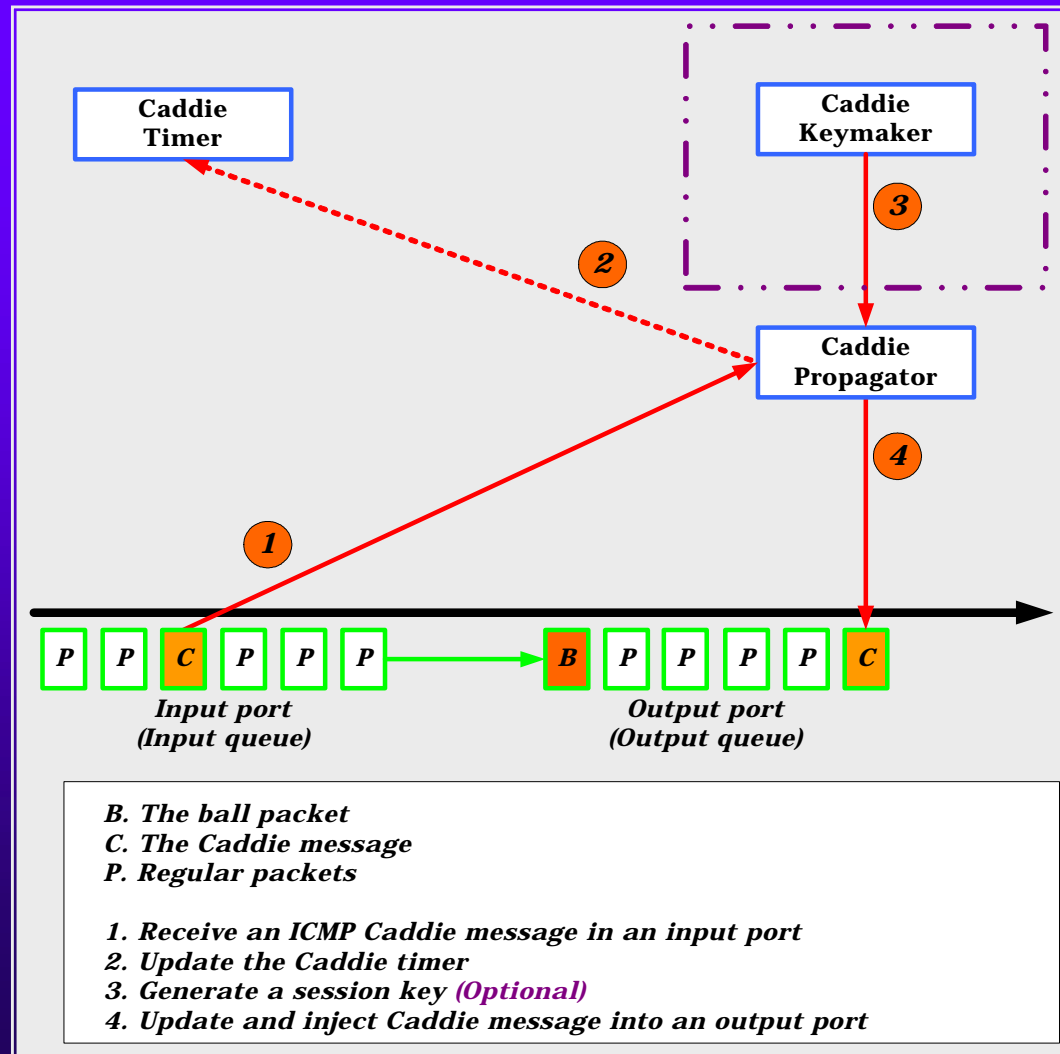 Caddie
Timer
Caddie
Keymaker
3
2
Caddie
Propagator
4
1
P P C P P P B P P P P C
Input port
(Input queue)
Output port
(Output queue)
B. The ball packet
C. The Caddie message
P. Regular packets
1. Receive an ICMP Caddie message in an input port
2. Update the Caddie timer
3. Generate a session key (Optional)
4. Update and inject Caddie message into an output port